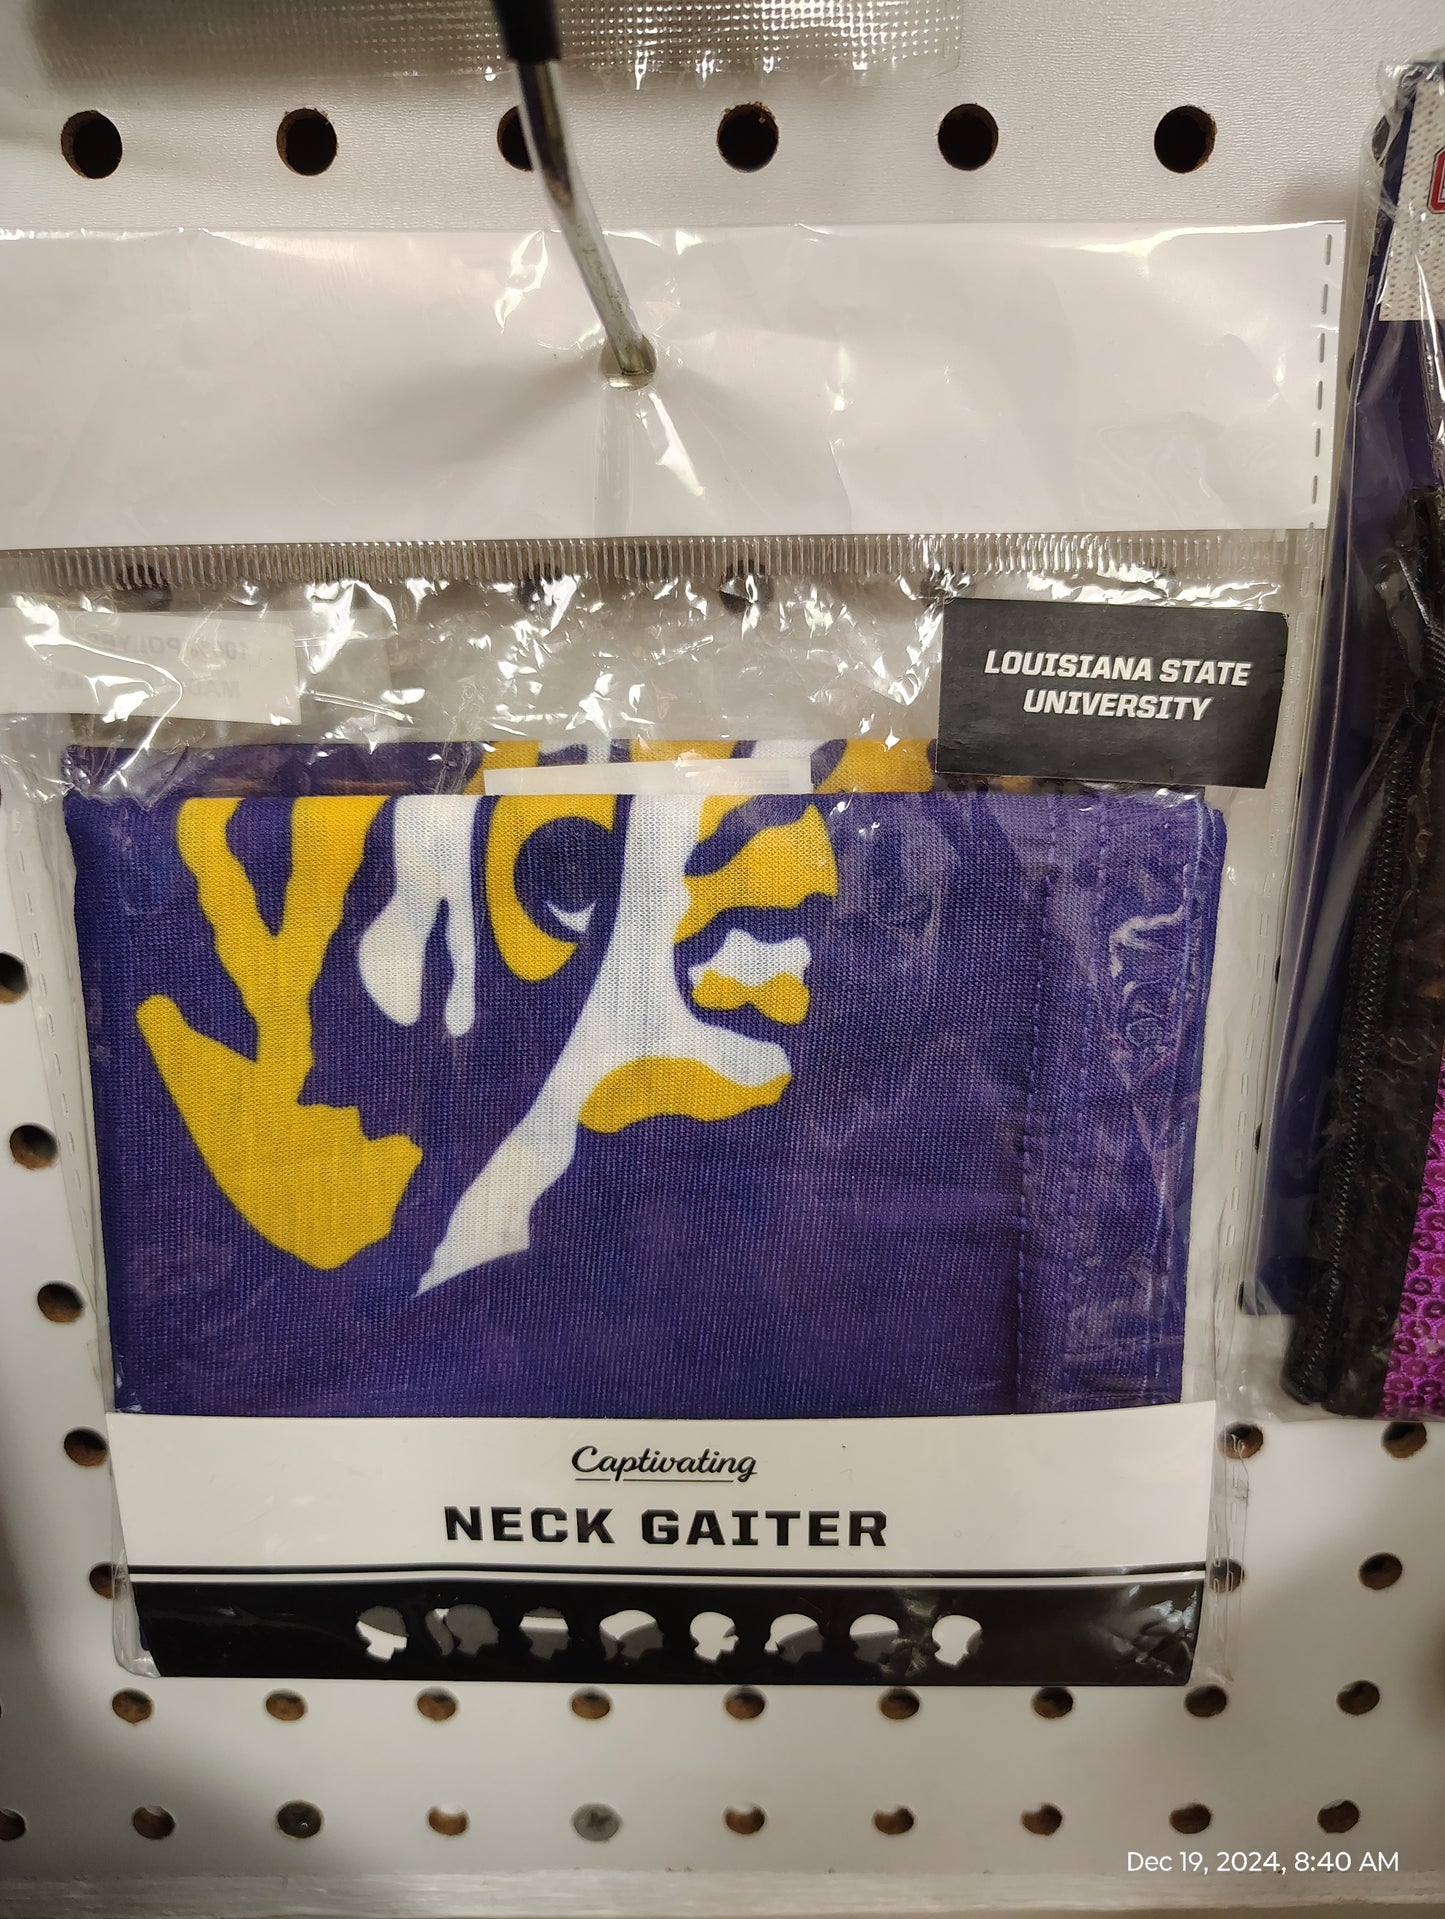 LOUISIANA STATE
UNIVERSITY
Captivating
NECK GAITER
Dec 19, 2024, 8:40 AM